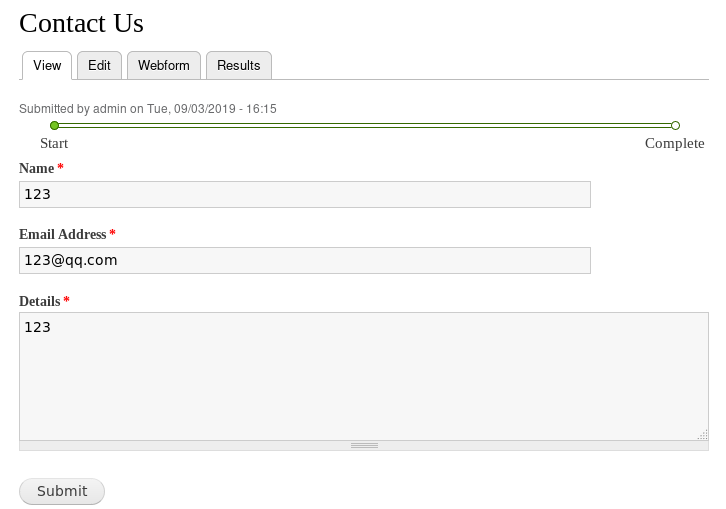 Contact Us
View Edit Webform Results
Submitted by admin on Tue, 09/03/2019 - 16:15
Start Complete
Name *
123
Email Address *
123@qq.com
Details *
123
Submit